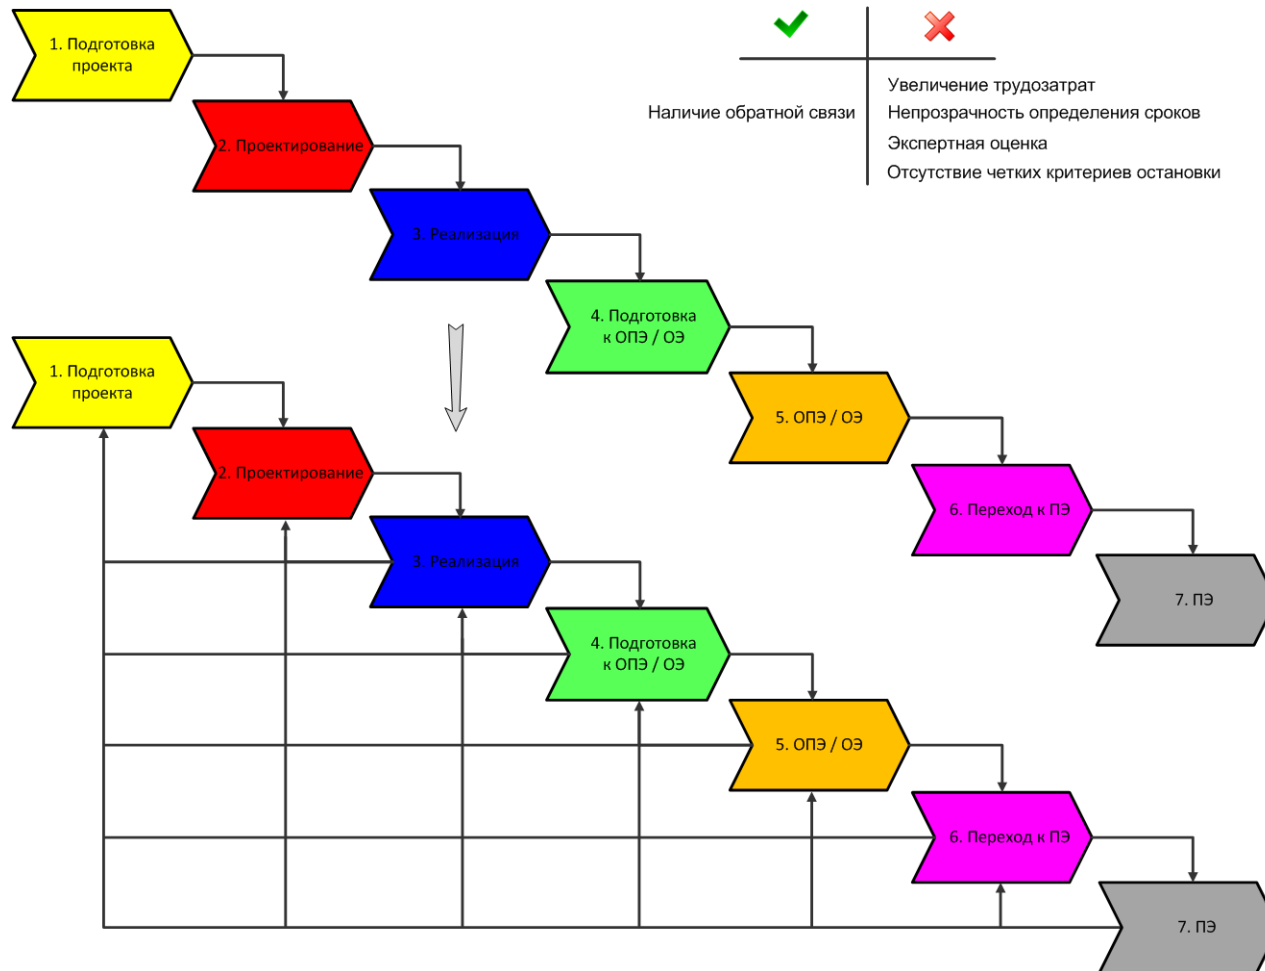 1. Подготовка
проекта
2. Проектирование
3. Реализация
4. Подготовка
к ОПЭ / ОЭ
5. ОПЭ / ОЭ
6. Переход к ПЭ
7. ПЭ
Наличие обратной связи
Увеличение трудозатрат
Непрозрачность определения сроков
Экспертная оценка
Отсутствие четких критериев остановки
1. Подготовка
проекта
2. Проектирование
3. Реализация
4. Подготовка
к ОПЭ / ОЭ
5. ОПЭ / ОЭ
6. Переход к ПЭ
7. ПЭ